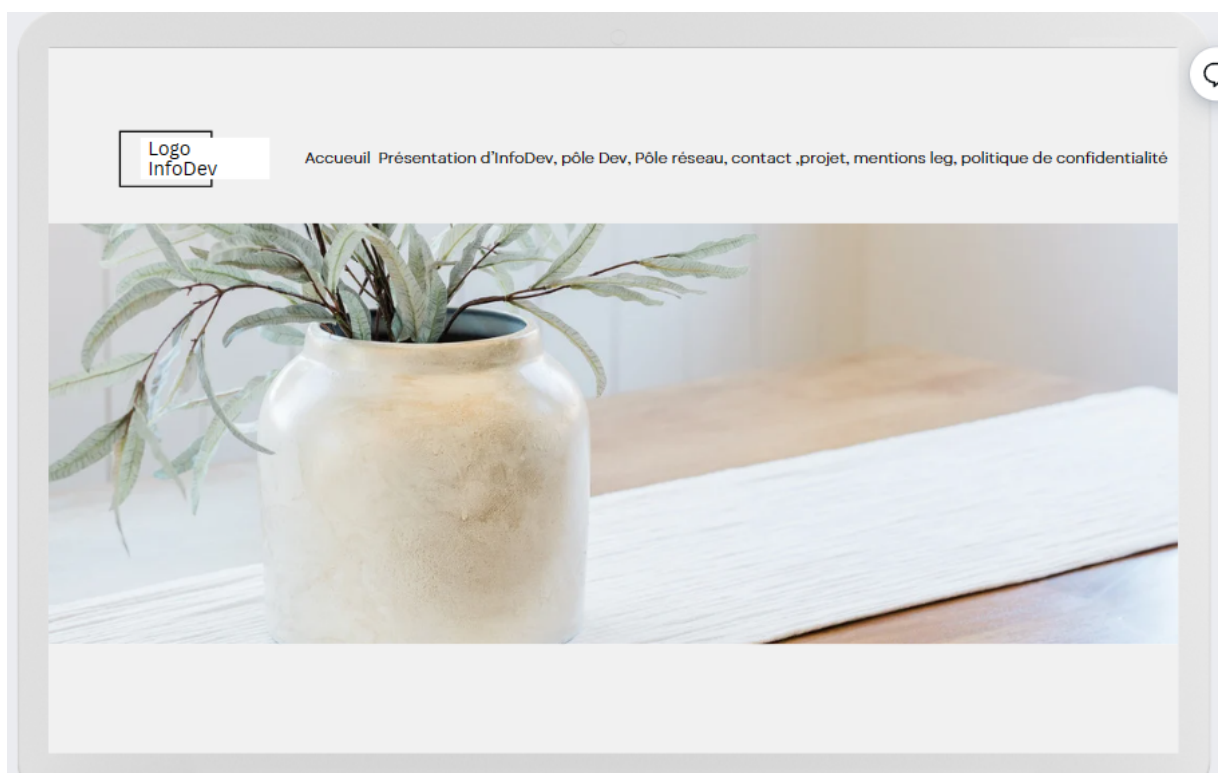 Logo
InfoDev
Accueuil Présentation d'InfoDev, pôle Dev, Pôle réseau, contact ,projet, mentions leg, politique de confidentialité